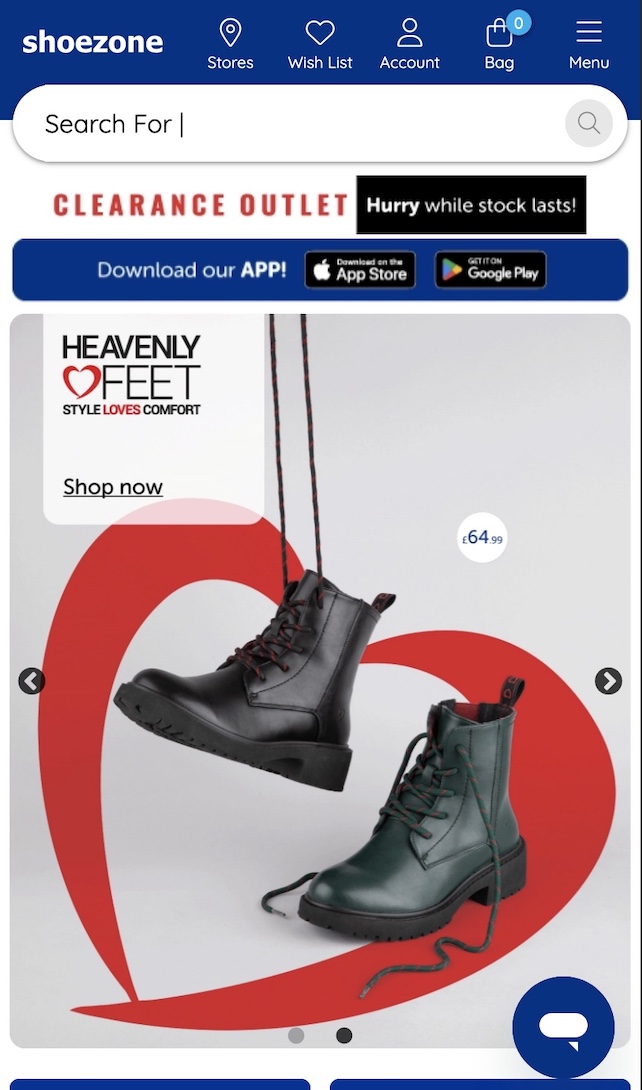 shoezone
Stores
Wish List
Account
0
Bag
Menu
Search For |
CLEARANCE OUTLET
Hurry while stock lasts!
Download our APP!
Download on the
App Store
GET IT ON
Google Play
HEAVENLY
FEET
STYLE LOVES COMFORT
Shop now
£64.99